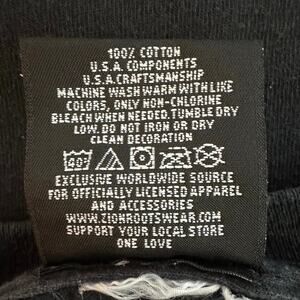 100% COTTON
U.S.A. COMPONENTS
U.S.A.CRAFTSMANSHIP
MACHINE WASH WARM WITH LIKE
COLORS, ONLY NON-CHLORINE
BLEACH WHEN NEEDED.TUMBLE DRY
LOW. DO NOT IRON OR DRY
CLEAN DECORATION
40°
EXCLUSIVE WORLDWIDE SOURCE
FOR OFFICIALLY LICENSED APPAREL
AND ACCESSORIES
WWW.ZIONROOTSWEAR.COM
SUPPORT YOUR LOCAL STORE
ONE LOVE